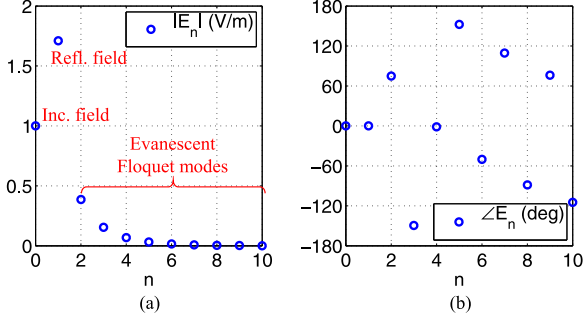 2
1.5
1
0.5
0
|E_n| (V/m)
Refl. field
Inc. field
Evanescent
Floquet modes
0 2 4 6 8 10
n
(a)
180
120
60
0
-60
-120
-180
∠E_n (deg)
0 2 4 6 8 10
n
(b)